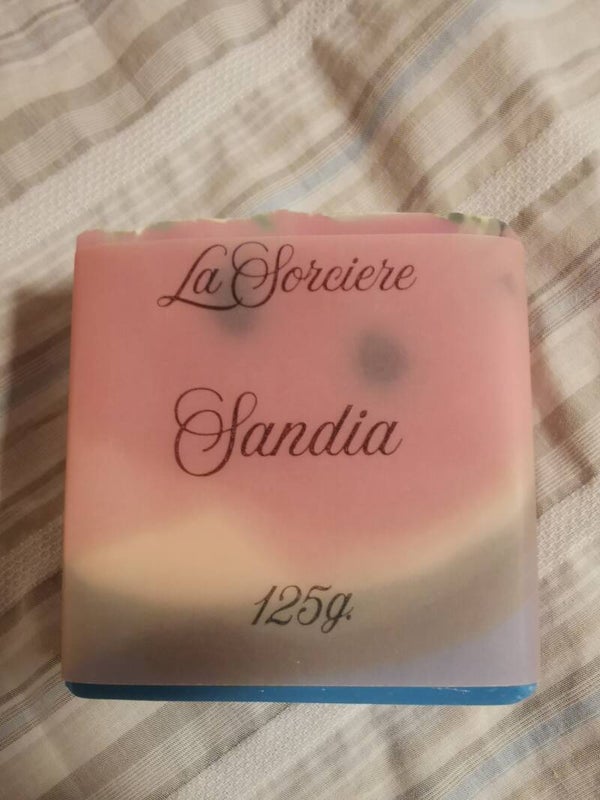 La Sorciere
Sandia
125g.